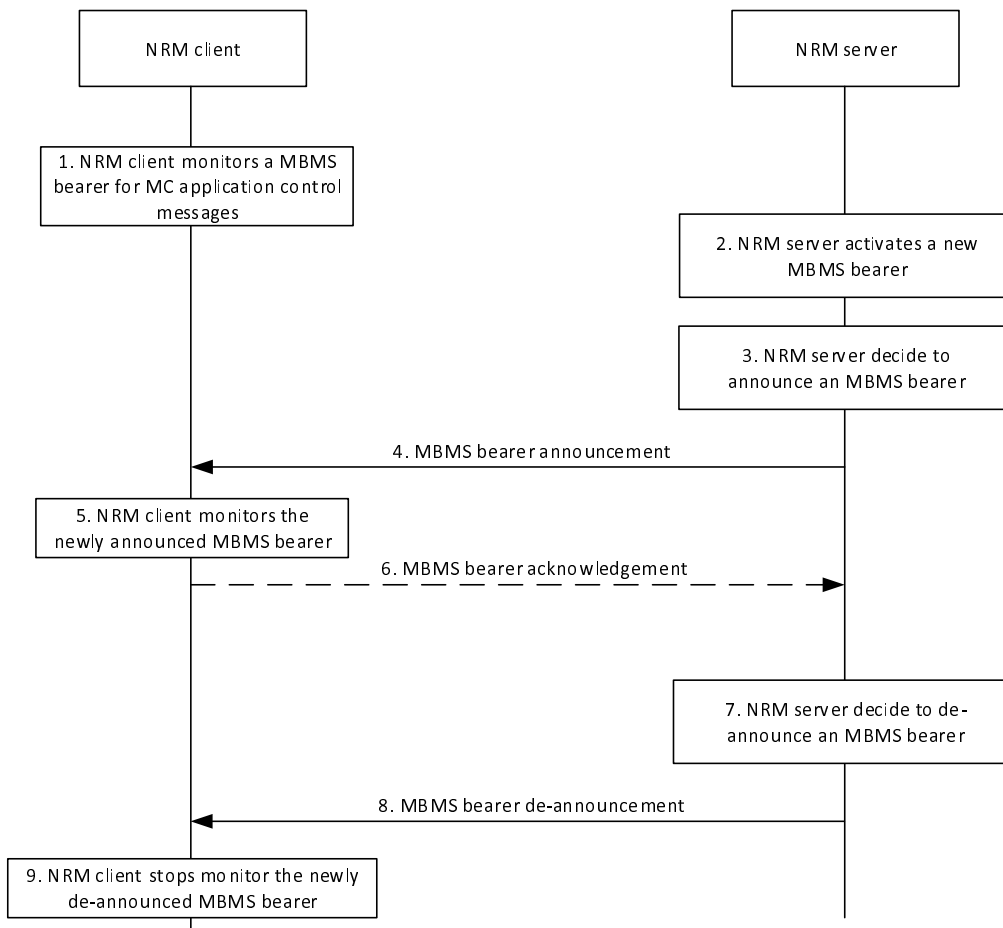 NRM client
NRM server
1. NRM client monitors a MBMS
bearer for MC application control
messages
2. NRM server activates a new
MBMS bearer
3. NRM server decide to
announce an MBMS bearer
4. MBMS bearer announcement
5. NRM client monitors the
newly announced MBMS bearer
6. MBMS bearer acknowledgement
7. NRM server decide to de-
announce an MBMS bearer
8. MBMS bearer de-announcement
9. NRM client stops monitor the newly
de-announced MBMS bearer